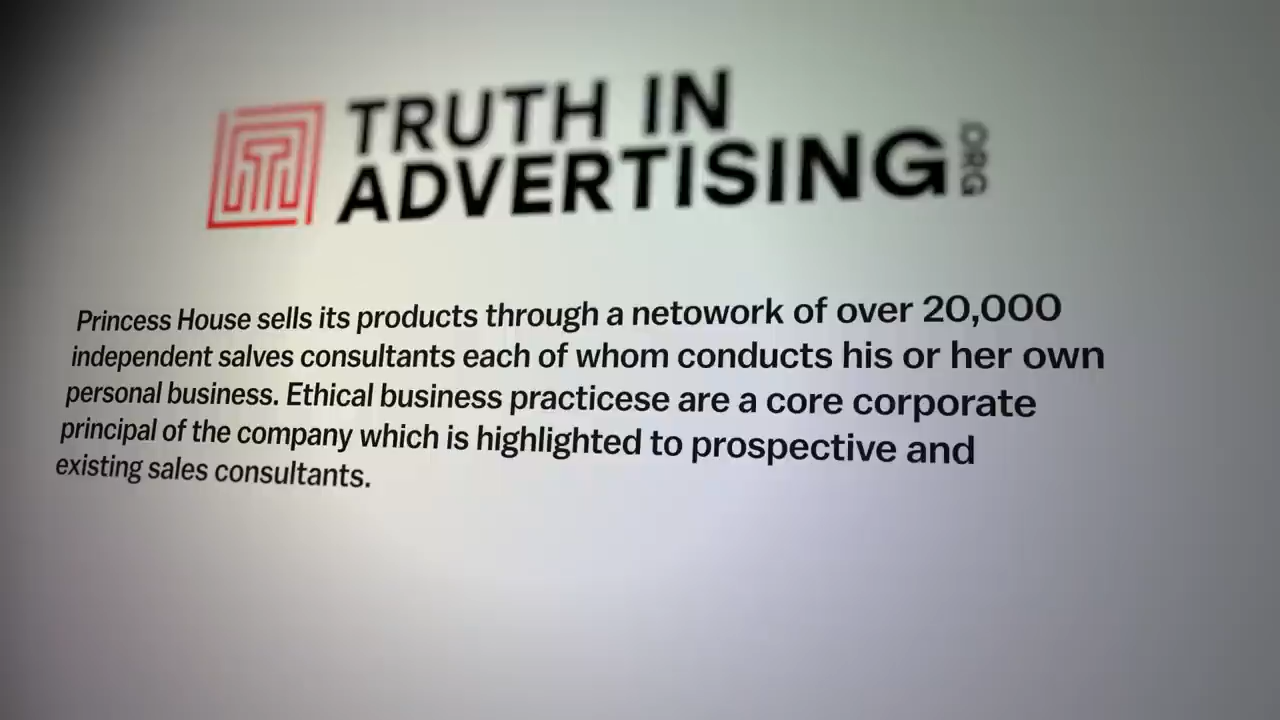 TRUTH IN
ADVERTISING
.ORG
Princess House sells its products through a netowork of over 20,000
independent salves consultants each of whom conducts his or her own
personal business. Ethical business practicese are a core corporate
principal of the company which is highlighted to prospective and
existing sales consultants.